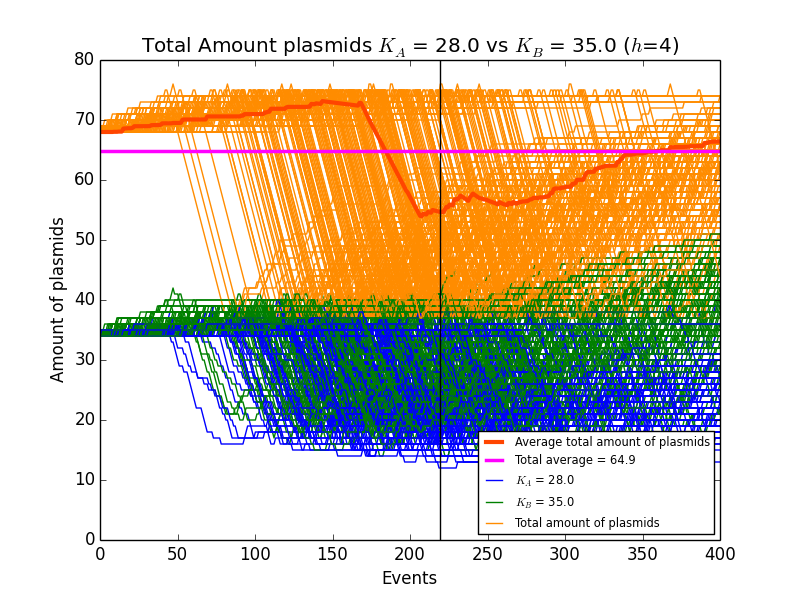 Total Amount plasmids K_A = 28.0 vs K_B = 35.0 (h=4)
80
70
60
50
40
30
20
10
0
Amount of plasmids
Average total amount of plasmids
Total average = 64.9
K_A = 28.0
K_B = 35.0
Total amount of plasmids
0 50 100 150 200 250 300 350 400
Events